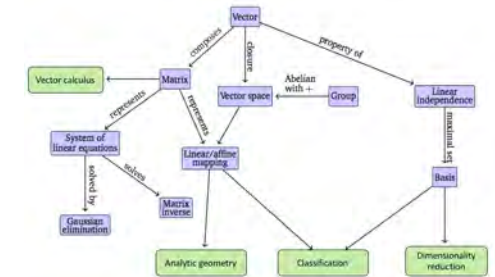 Vector
composes
closure
property of
Vector calculus
Matrix
Abelian
with +
Vector space
Group
Linear
independence
represents
represents
maximal set
System of
linear equations
Linear/affine
mapping
solved by
solves
Basis
Matrix
inverse
Gaussian
elimination
Analytic geometry
Classification
Dimensionality
reduction